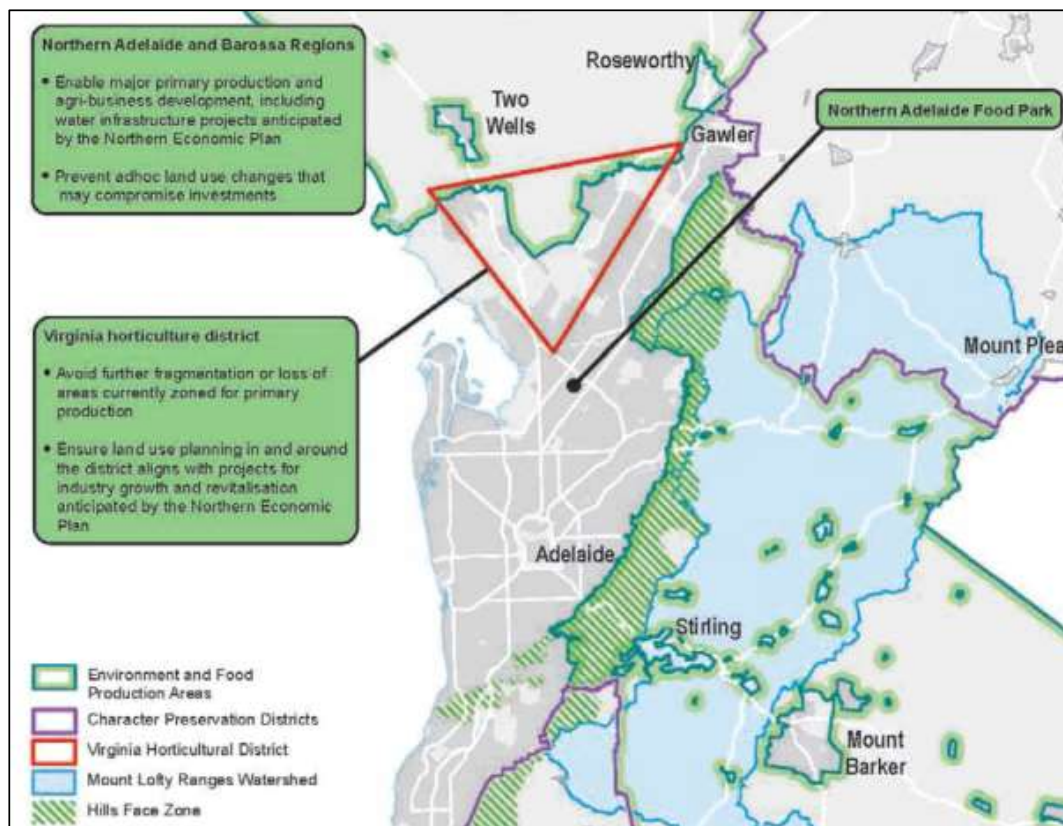 Northern Adelaide and Barossa Regions
• Enable major primary production and
agri-business development, including
water infrastructure projects anticipated
by the Northern Economic Plan
• Prevent adhoc land use changes that
may compromise investments
Roseworthy
Two
Wells
Gawler
Northern Adelaide Food Park
Virginia horticulture district
• Avoid further fragmentation or loss of
areas currently zoned for primary
production
• Ensure land use planning in and around
the district aligns with projects for
industry growth and revitalisation
anticipated by the Northern Economic
Plan
Mount Plea
Adelaide
Stirling
Mount
Barker
Environment and Food
Production Areas
Character Preservation Districts
Virginia Horticultural District
Mount Lofty Ranges Watershed
Hills Face Zone